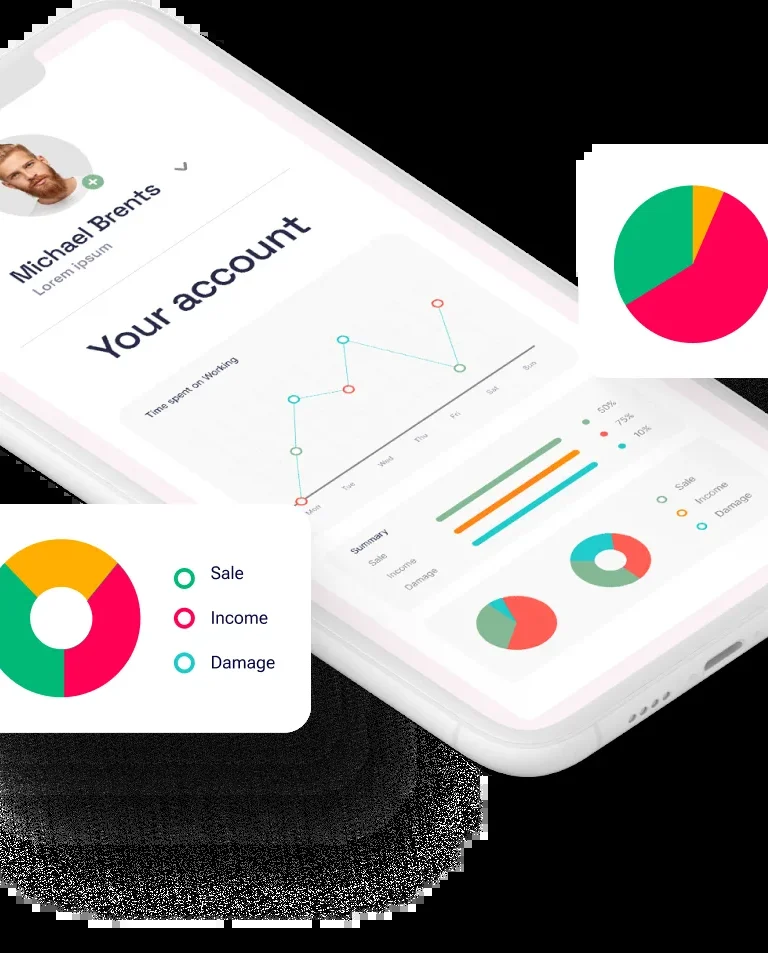 Michael Brents
Lorem ipsum
Your account
Time spent on Working
Mon
Tue
Wed
Thu
Fri
Sat
Sun
Summary
Sale
50%
Income
75%
Damage
10%
Sale
Income
Damage
Sale
Income
Damage